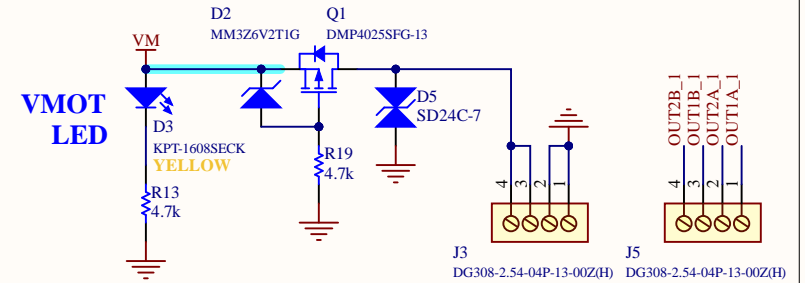 D2
MM3Z6V2T1G
Q1
DMP4025SFG-13
VM
VMOT
LED
D3
KPT-1608SECK
YELLOW
R13
4.7k
R19
4.7k
D5
SD24C-7
4
3
2
1
J3
DG308-2.54-04P-13-00Z(H)
OUT2B_1
OUT1B_1
OUT2A_1
OUT1A_1
4
3
2
1
J5
DG308-2.54-04P-13-00Z(H)